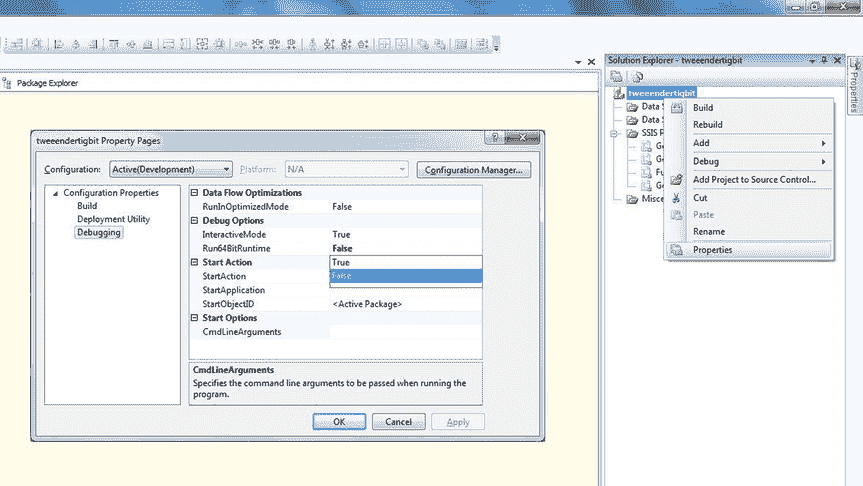 Solution Explorer - tweeendertigbit
Package Explorer
Properties
tweeendertigbit
Data S
Data S
SSIS P
Ge
Ge
Fu
Ge
Misce
Build
Rebuild
Add
Debug
Add Project to Source Control...
Cut
Paste
Rename
Properties
tweeendertigbit Property Pages
Configuration: Active(Development) Platform: N/A Configuration Manager...
Configuration Properties
Build
Deployment Utility
Debugging
Data Flow Optimizations
RunInOptimizedMode False
Debug Options
InteractiveMode True
Run64BitRuntime False
Start Action True
StartAction False
StartApplication
StartObjectID <Active Package>
Start Options
CmdLineArguments
CmdLineArguments
Specifies the command line arguments to be passed when running the
program.
OK Cancel Apply